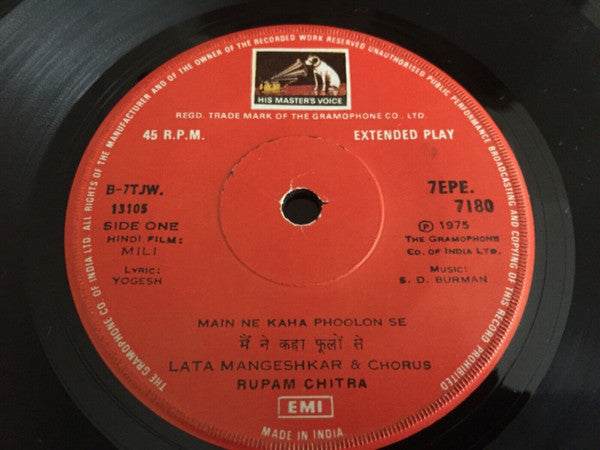 ALL RIGHTS OF THE MANUFACTURER AND OF THE OWNER OF THE RECORDED WORK RESERVED UNAUTHORISED PUBLIC PERFORMANCE BROADCASTING AND COPYING OF THIS RECORD PROHIBITED
HIS MASTER'S VOICE
REGD. TRADE MARK OF THE GRAMOPHONE CO., LTD.
45 R.P.M.
EXTENDED PLAY
B-7TJW.
13105
7EPE.
7180
SIDE ONE
HINDI FILM:
MILI
Ⓟ 1975
THE GRAMOPHONE
CO. OF INDIA LTD.
LYRIC:
YOGESH
MUSIC:
S. D. BURMAN
MAIN NE KAHA PHOOLON SE
मैं ने कहा फूलों से
LATA MANGESHKAR & CHORUS
RUPAM CHITRA
EMI
MADE IN INDIA
THE GRAMOPHONE CO. OF INDIA LTD.